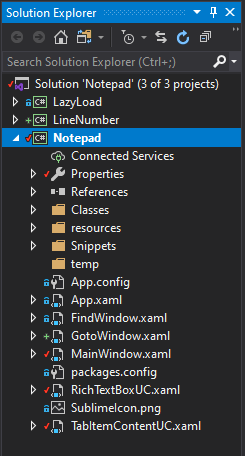 Solution Explorer
Search Solution Explorer (Ctrl+;)
Solution 'Notepad' (3 of 3 projects)
C# LazyLoad
C# LineNumber
C# Notepad
Connected Services
Properties
References
Classes
resources
Snippets
temp
App.config
App.xaml
FindWindow.xaml
GotoWindow.xaml
MainWindow.xaml
packages.config
RichTextBoxUC.xaml
SublimeIcon.png
TabItemContentUC.xaml